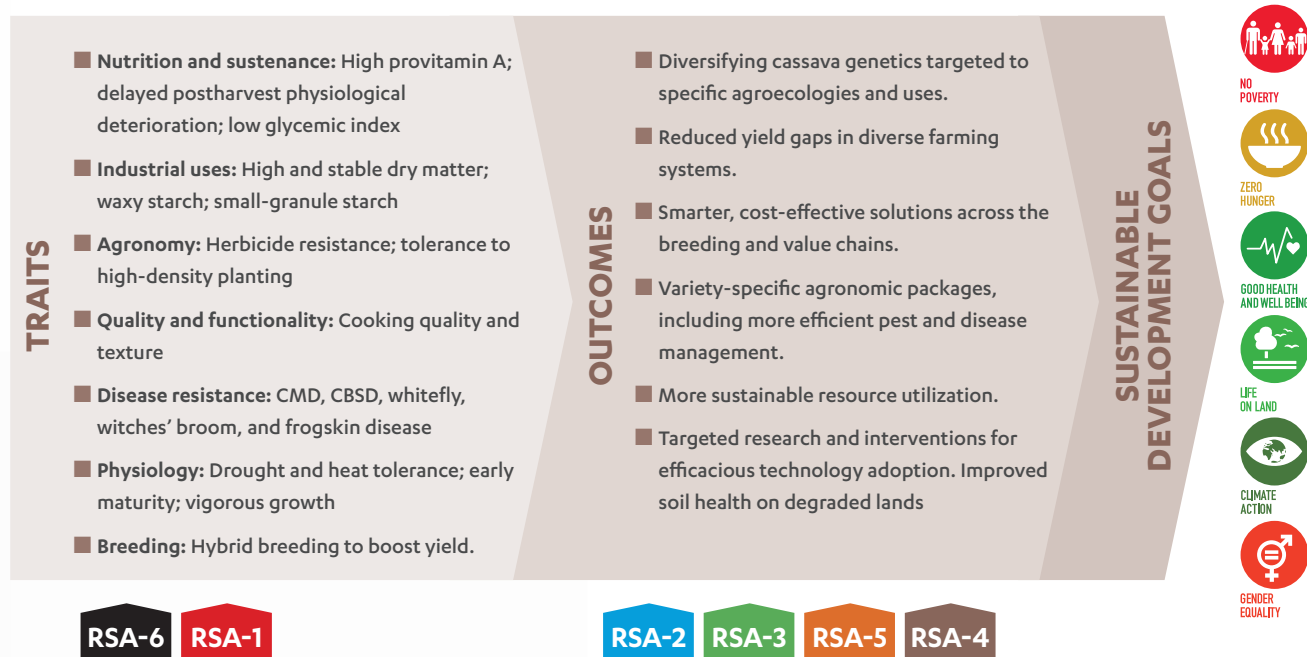 TRAITS
■ Nutrition and sustenance: High provitamin A;
delayed postharvest physiological
deterioration; low glycemic index
■ Industrial uses: High and stable dry matter;
waxy starch; small-granule starch
■ Agronomy: Herbicide resistance; tolerance to
high-density planting
■ Quality and functionality: Cooking quality and
texture
■ Disease resistance: CMD, CBSD, whitefly,
witches’ broom, and frogskin disease
■ Physiology: Drought and heat tolerance; early
maturity; vigorous growth
■ Breeding: Hybrid breeding to boost yield.
OUTCOMES
■ Diversifying cassava genetics targeted to
specific agroecologies and uses.
■ Reduced yield gaps in diverse farming
systems.
■ Smarter, cost-effective solutions across the
breeding and value chains.
■ Variety-specific agronomic packages,
including more efficient pest and disease
management.
■ More sustainable resource utilization.
■ Targeted research and interventions for
efficacious technology adoption. Improved
soil health on degraded lands
SUSTAINABLE
DEVELOPMENT GOALS
NO
POVERTY
ZERO
HUNGER
GOOD HEALTH
AND WELL BEING
LIFE
ON LAND
CLIMATE
ACTION
GENDER
EQUALITY
RSA-6
RSA-1
RSA-2
RSA-3
RSA-5
RSA-4